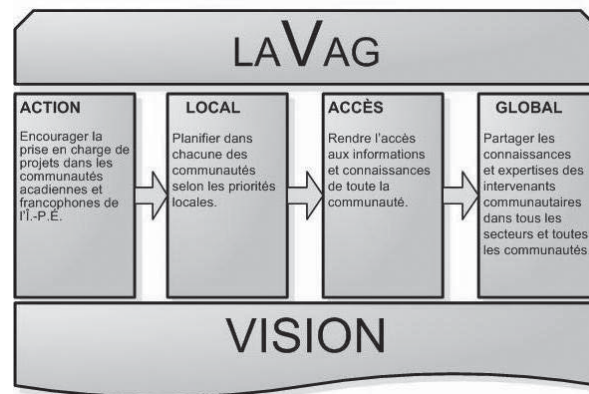 LAVAG
ACTION
Encourager la
prise en charge de
projets dans les
communautés
acadiennes et
francophones de
l'Î.-P.É.
LOCAL
Planifier dans
chacune des
communautés
selon les priorités
locales.
ACCÈS
Rendre l'accès
aux informations
et connaissances
de toute la
communauté.
GLOBAL
Partager les
connaissances
et expertises des
intervenants
communautaires
dans tous les
secteurs et toutes
les communautés.
VISION